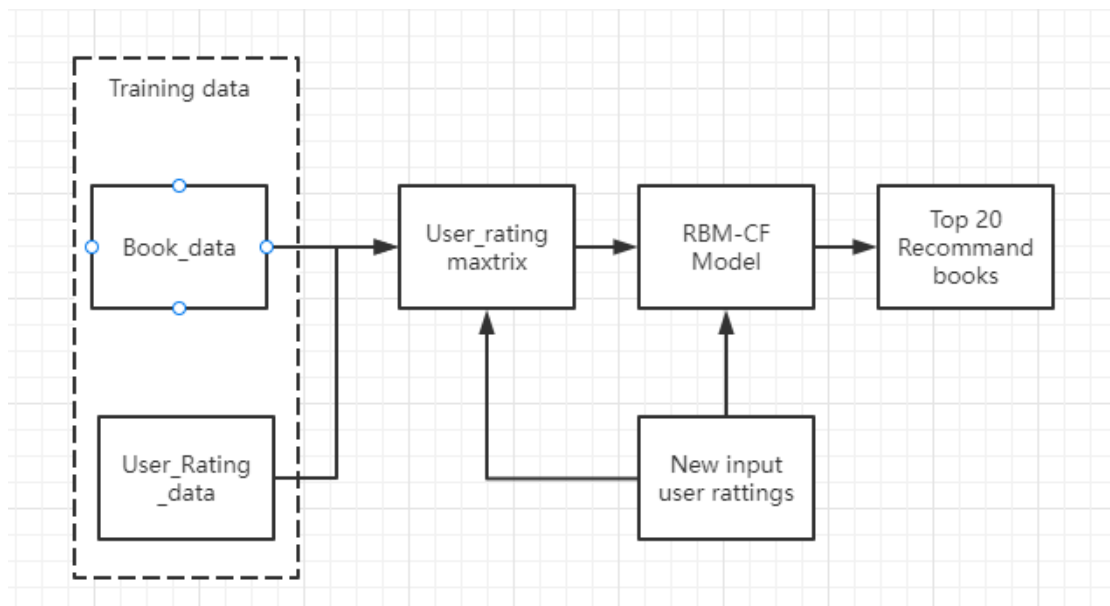 Training data
Book_data
User_rating
maxtrix
RBM-CF
Model
Top 20
Recommand
books
User_Rating
_data
New input
user rattings